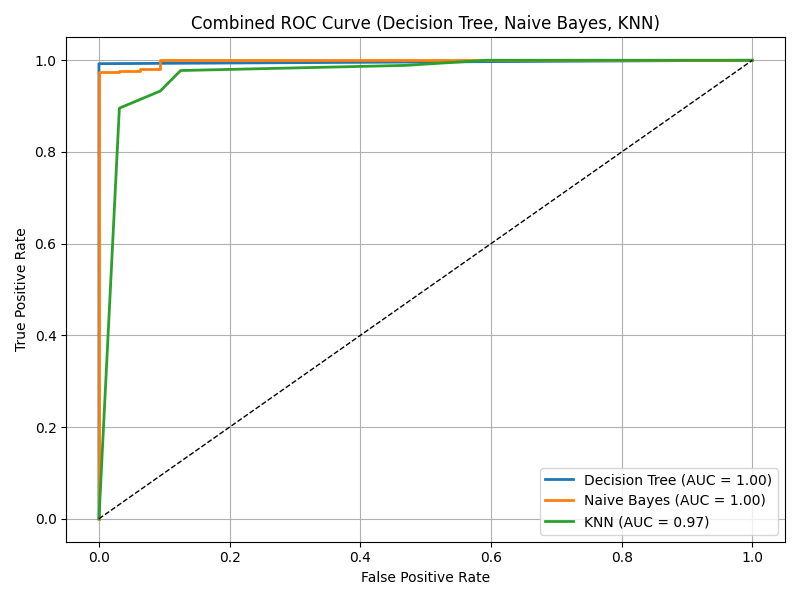 Combined ROC Curve (Decision Tree, Naive Bayes, KNN)
True Positive Rate
1.0
0.8
0.6
0.4
0.2
0.0
Decision Tree (AUC = 1.00)
Naive Bayes (AUC = 1.00)
KNN (AUC = 0.97)
0.0 0.2 0.4 0.6 0.8 1.0
False Positive Rate